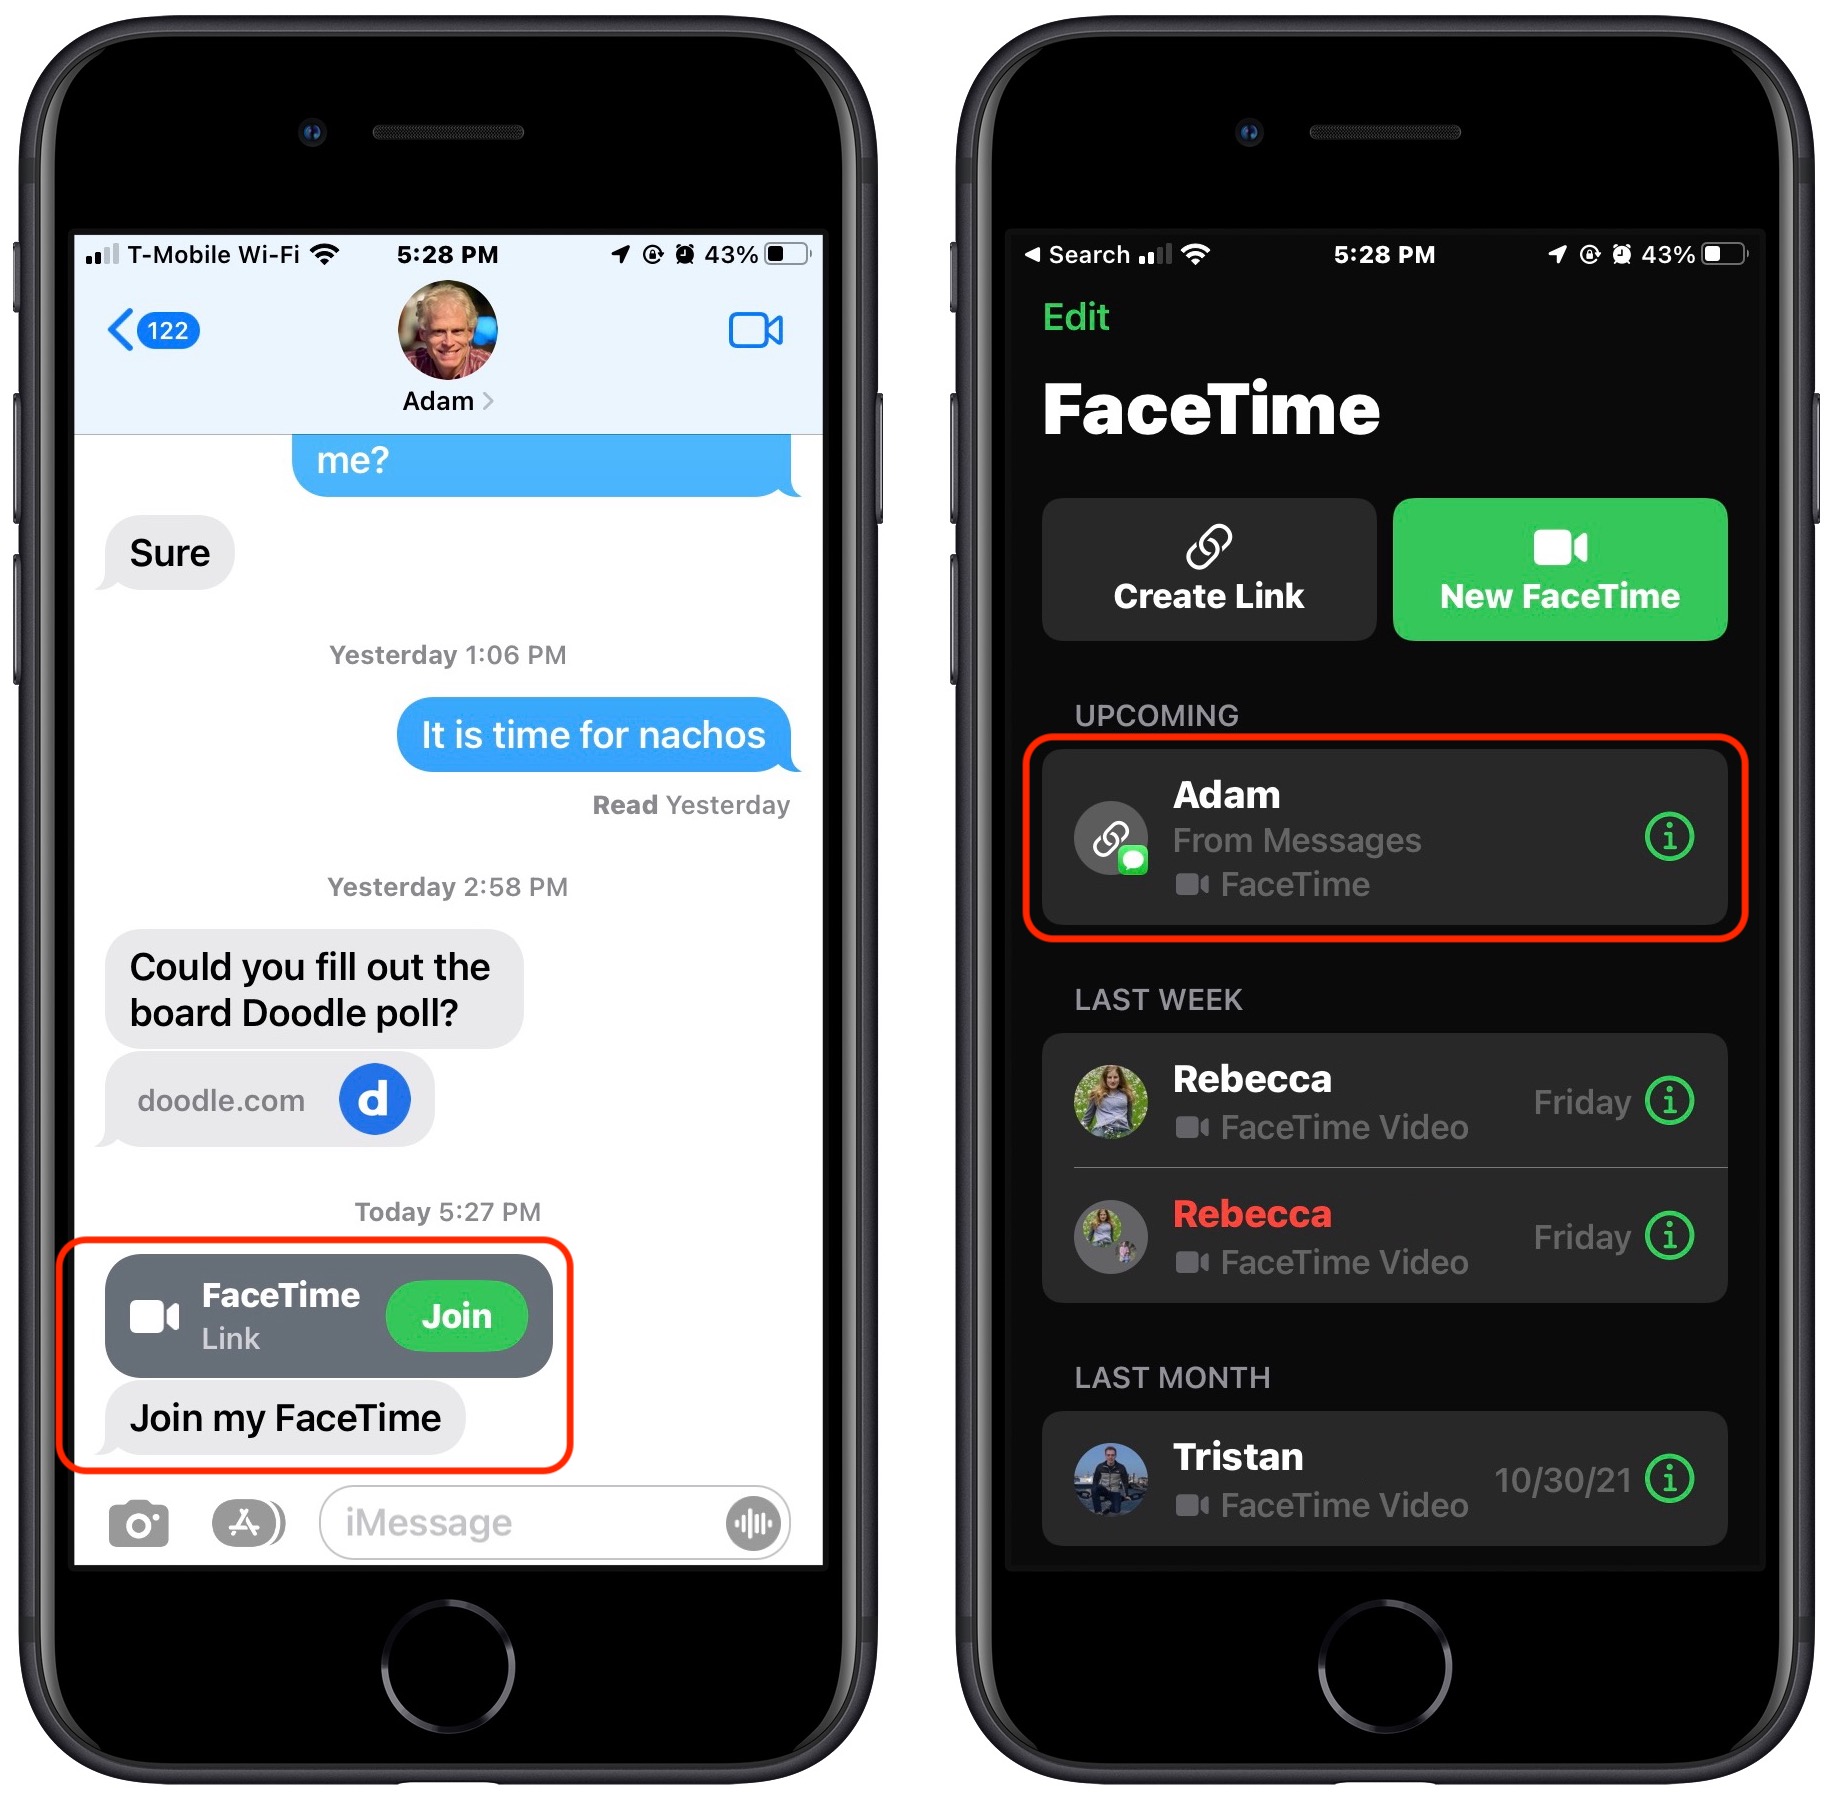 T-Mobile Wi-Fi 5:28 PM 43%
122
Adam
me?
Sure
Yesterday 1:06 PM
It is time for nachos
Read Yesterday
Yesterday 2:58 PM
Could you fill out the
board Doodle poll?
doodle.com
d
Today 5:27 PM
FaceTime
Link
Join
Join my FaceTime
iMessage
Search 5:28 PM 43%
Edit
FaceTime
Create Link
New FaceTime
UPCOMING
Adam
From Messages
FaceTime
LAST WEEK
Rebecca
FaceTime Video
Friday
Rebecca
FaceTime Video
Friday
LAST MONTH
Tristan
FaceTime Video
10/30/21